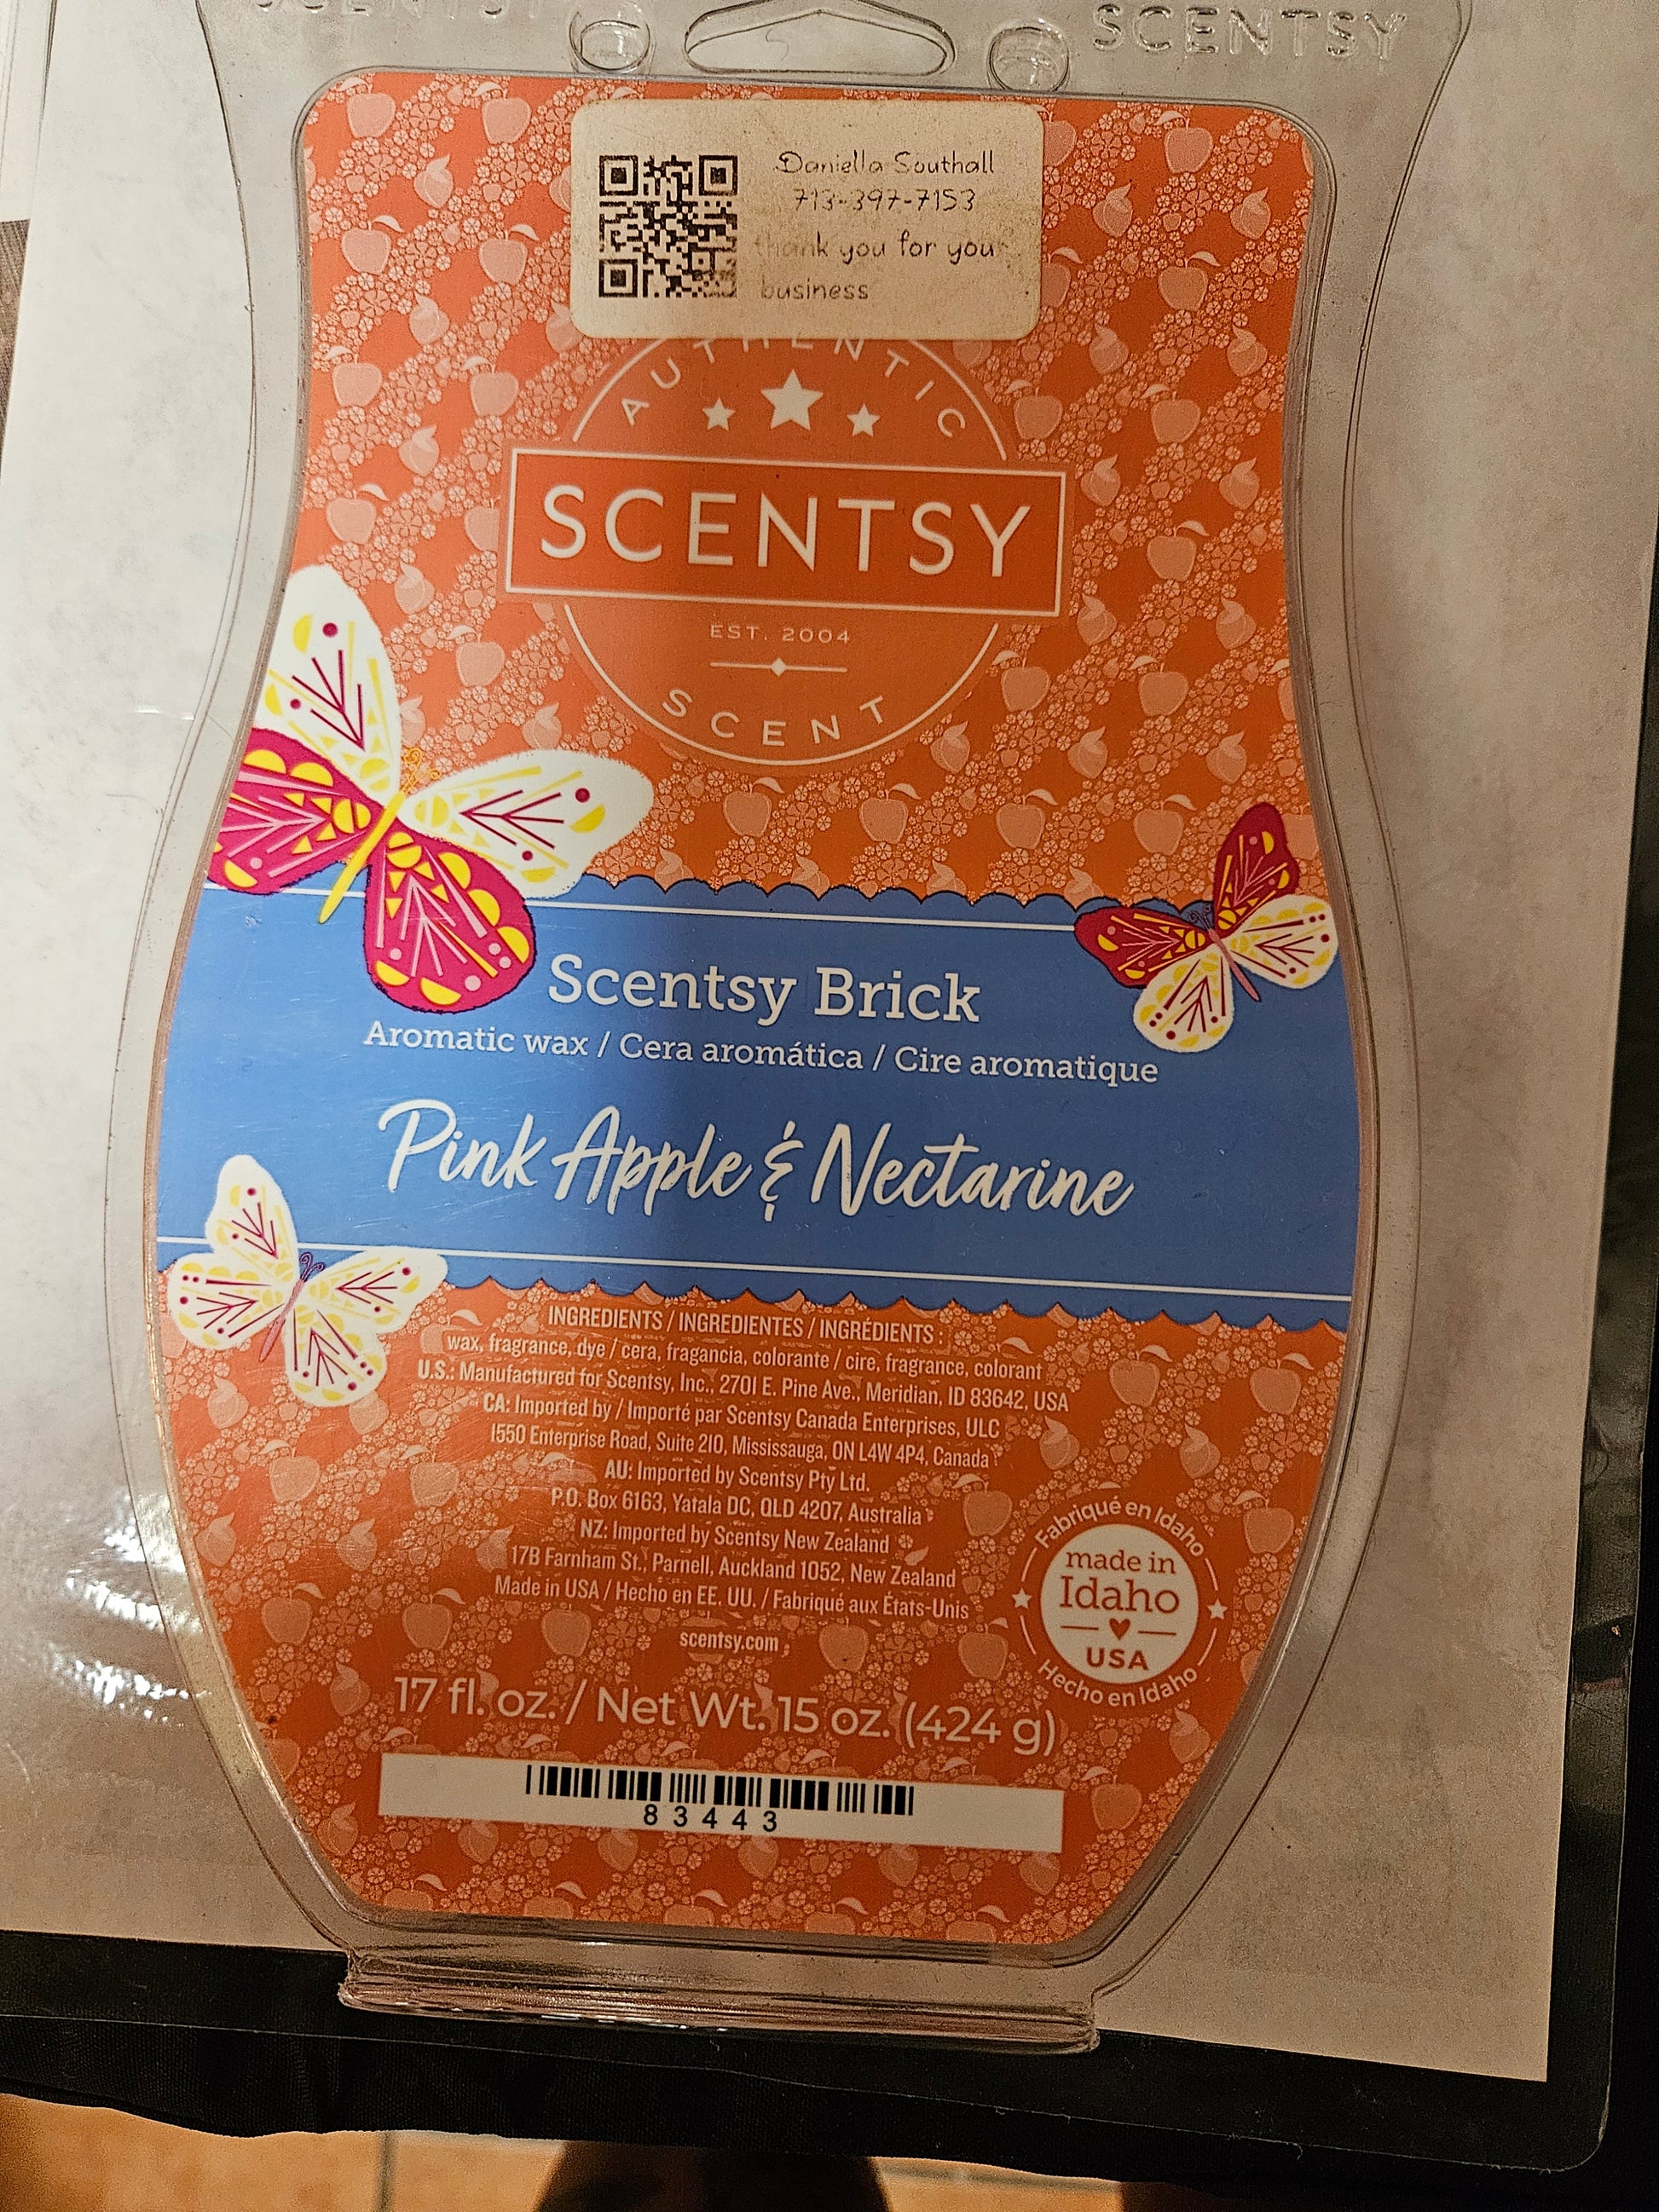 SCENTSY
SCENTSY
Daniella Southall
713-397-7153
thank you for your
business
AUTHENTIC
SCENTSY
EST. 2004
SCENT
Scentsy Brick
Aromatic wax / Cera aromática / Cire aromatique
Pink Apple & Nectarine
INGREDIENTS / INGREDIENTES / INGRÉDIENTS :
wax, fragrance, dye / cera, fragancia, colorante / cire, fragrance, colorant
U.S.: Manufactured for Scentsy, Inc., 2701 E. Pine Ave., Meridian, ID 83642, USA
CA: Imported by / Importé par Scentsy Canada Enterprises, ULC
1550 Enterprise Road, Suite 210, Mississauga, ON L4W 4P4, Canada
AU: Imported by Scentsy Pty Ltd.
P.O. Box 6163, Yatala DC, QLD 4207, Australia
NZ: Imported by Scentsy New Zealand
17B Farnham St., Parnell, Auckland 1052, New Zealand
Made in USA / Hecho en EE. UU. / Fabriqué aux États-Unis
scentsy.com
Fabriqué en Idaho
made in
Idaho
USA
Hecho en Idaho
17 fl. oz. / Net Wt. 15 oz. (424 g)
83443